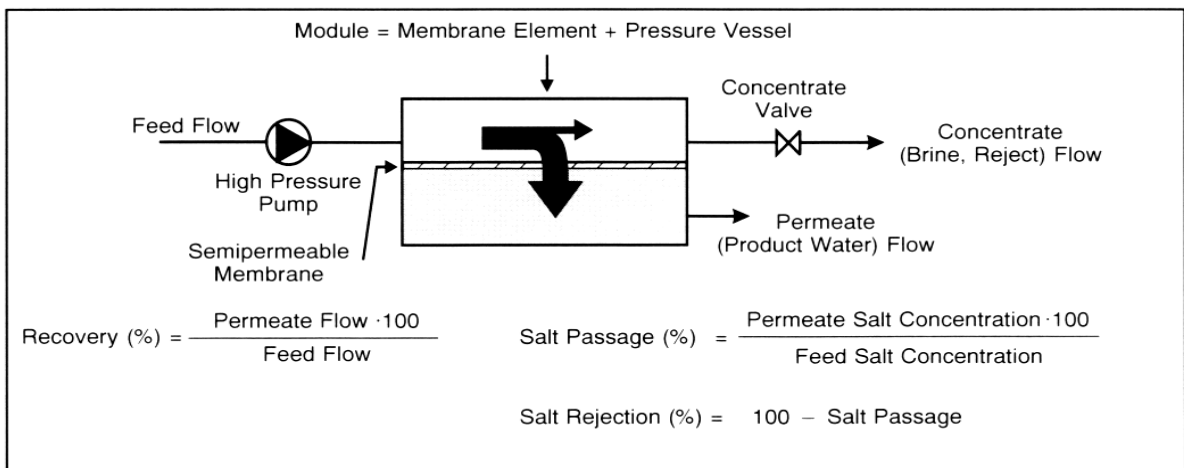 Module = Membrane Element + Pressure Vessel
Feed Flow
High Pressure
Pump
Semipermeable
Membrane
Concentrate
Valve
Concentrate
(Brine, Reject) Flow
Permeate
(Product Water) Flow
Recovery (%) = Permeate Flow ·100
Feed Flow
Salt Passage (%) = Permeate Salt Concentration ·100
Feed Salt Concentration
Salt Rejection (%) = 100 − Salt Passage